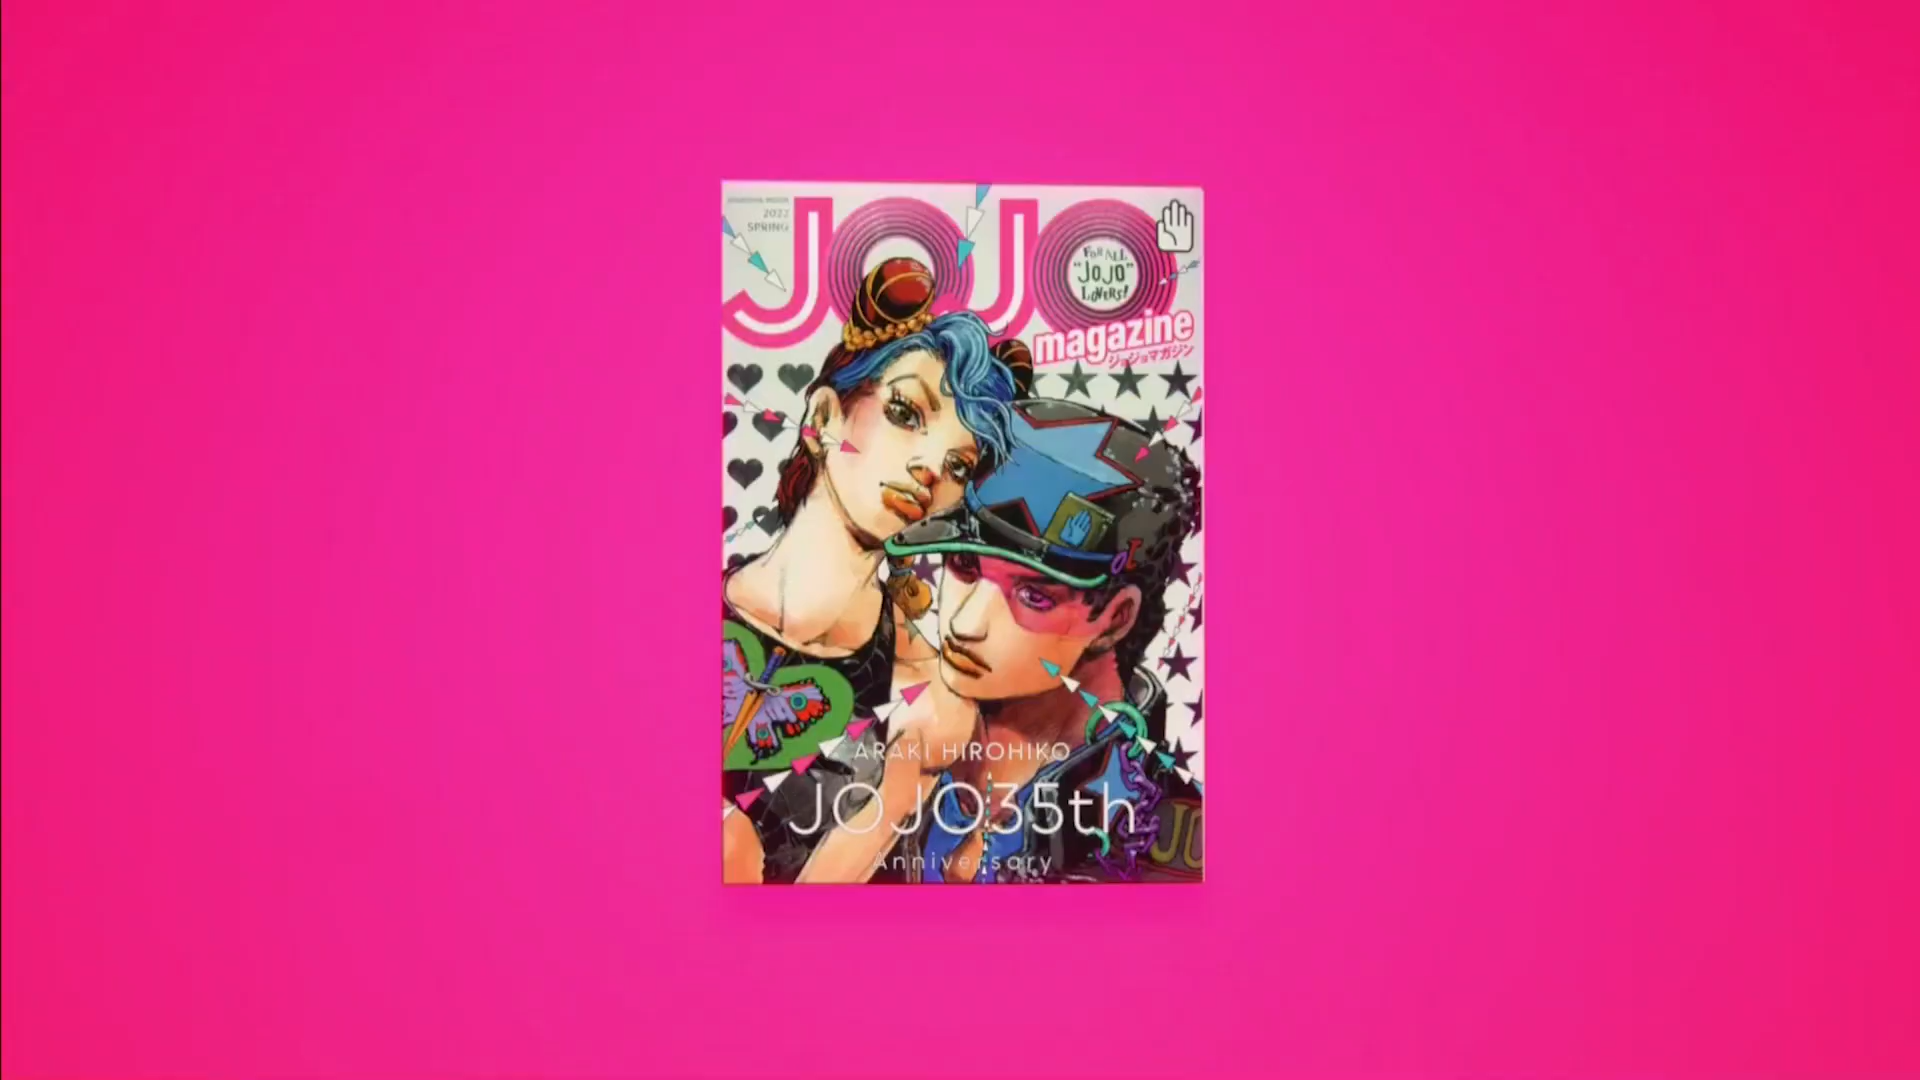 2022
SPRING
JOJO
FOR ALL
"JOJO"
LOVERS!
magazine
ジョジョマガジン
ARAKI HIROHIKO
JOJO35th
Anniversary
JO